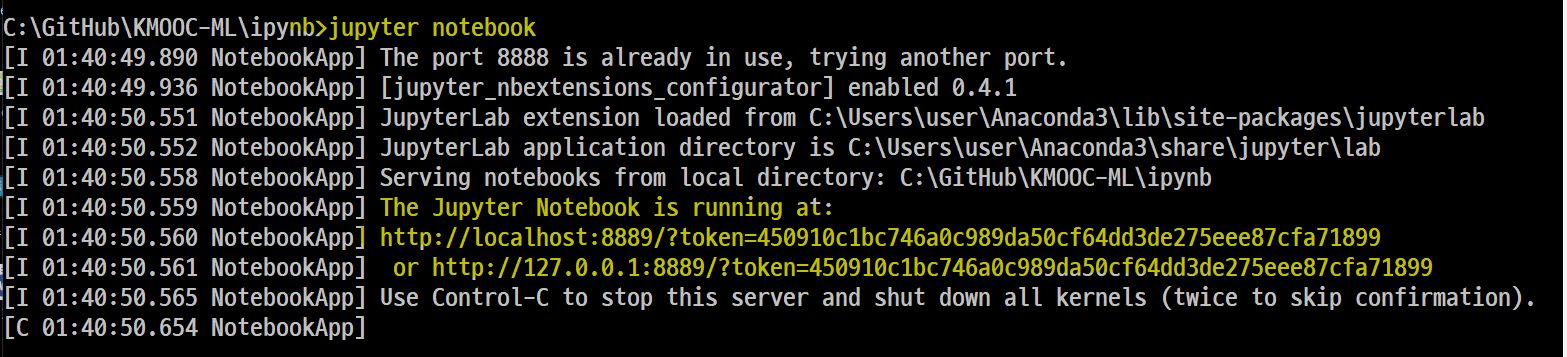 C:\GitHub\KMOOC-ML\ipynb>jupyter notebook
[I 01:40:49.890 NotebookApp] The port 8888 is already in use, trying another port.
[I 01:40:49.936 NotebookApp] [jupyter_nbextensions_configurator] enabled 0.4.1
[I 01:40:50.551 NotebookApp] JupyterLab extension loaded from C:\Users\user\Anaconda3\lib\site-packages\jupyterlab
[I 01:40:50.552 NotebookApp] JupyterLab application directory is C:\Users\user\Anaconda3\share\jupyter\lab
[I 01:40:50.558 NotebookApp] Serving notebooks from local directory: C:\GitHub\KMOOC-ML\ipynb
[I 01:40:50.559 NotebookApp] The Jupyter Notebook is running at:
[I 01:40:50.560 NotebookApp] http://localhost:8889/?token=450910c1bc746a0c989da50cf64dd3de275eee87cfa71899
[I 01:40:50.561 NotebookApp]  or http://127.0.0.1:8889/?token=450910c1bc746a0c989da50cf64dd3de275eee87cfa71899
[I 01:40:50.565 NotebookApp] Use Control-C to stop this server and shut down all kernels (twice to skip confirmation).
[C 01:40:50.654 NotebookApp]